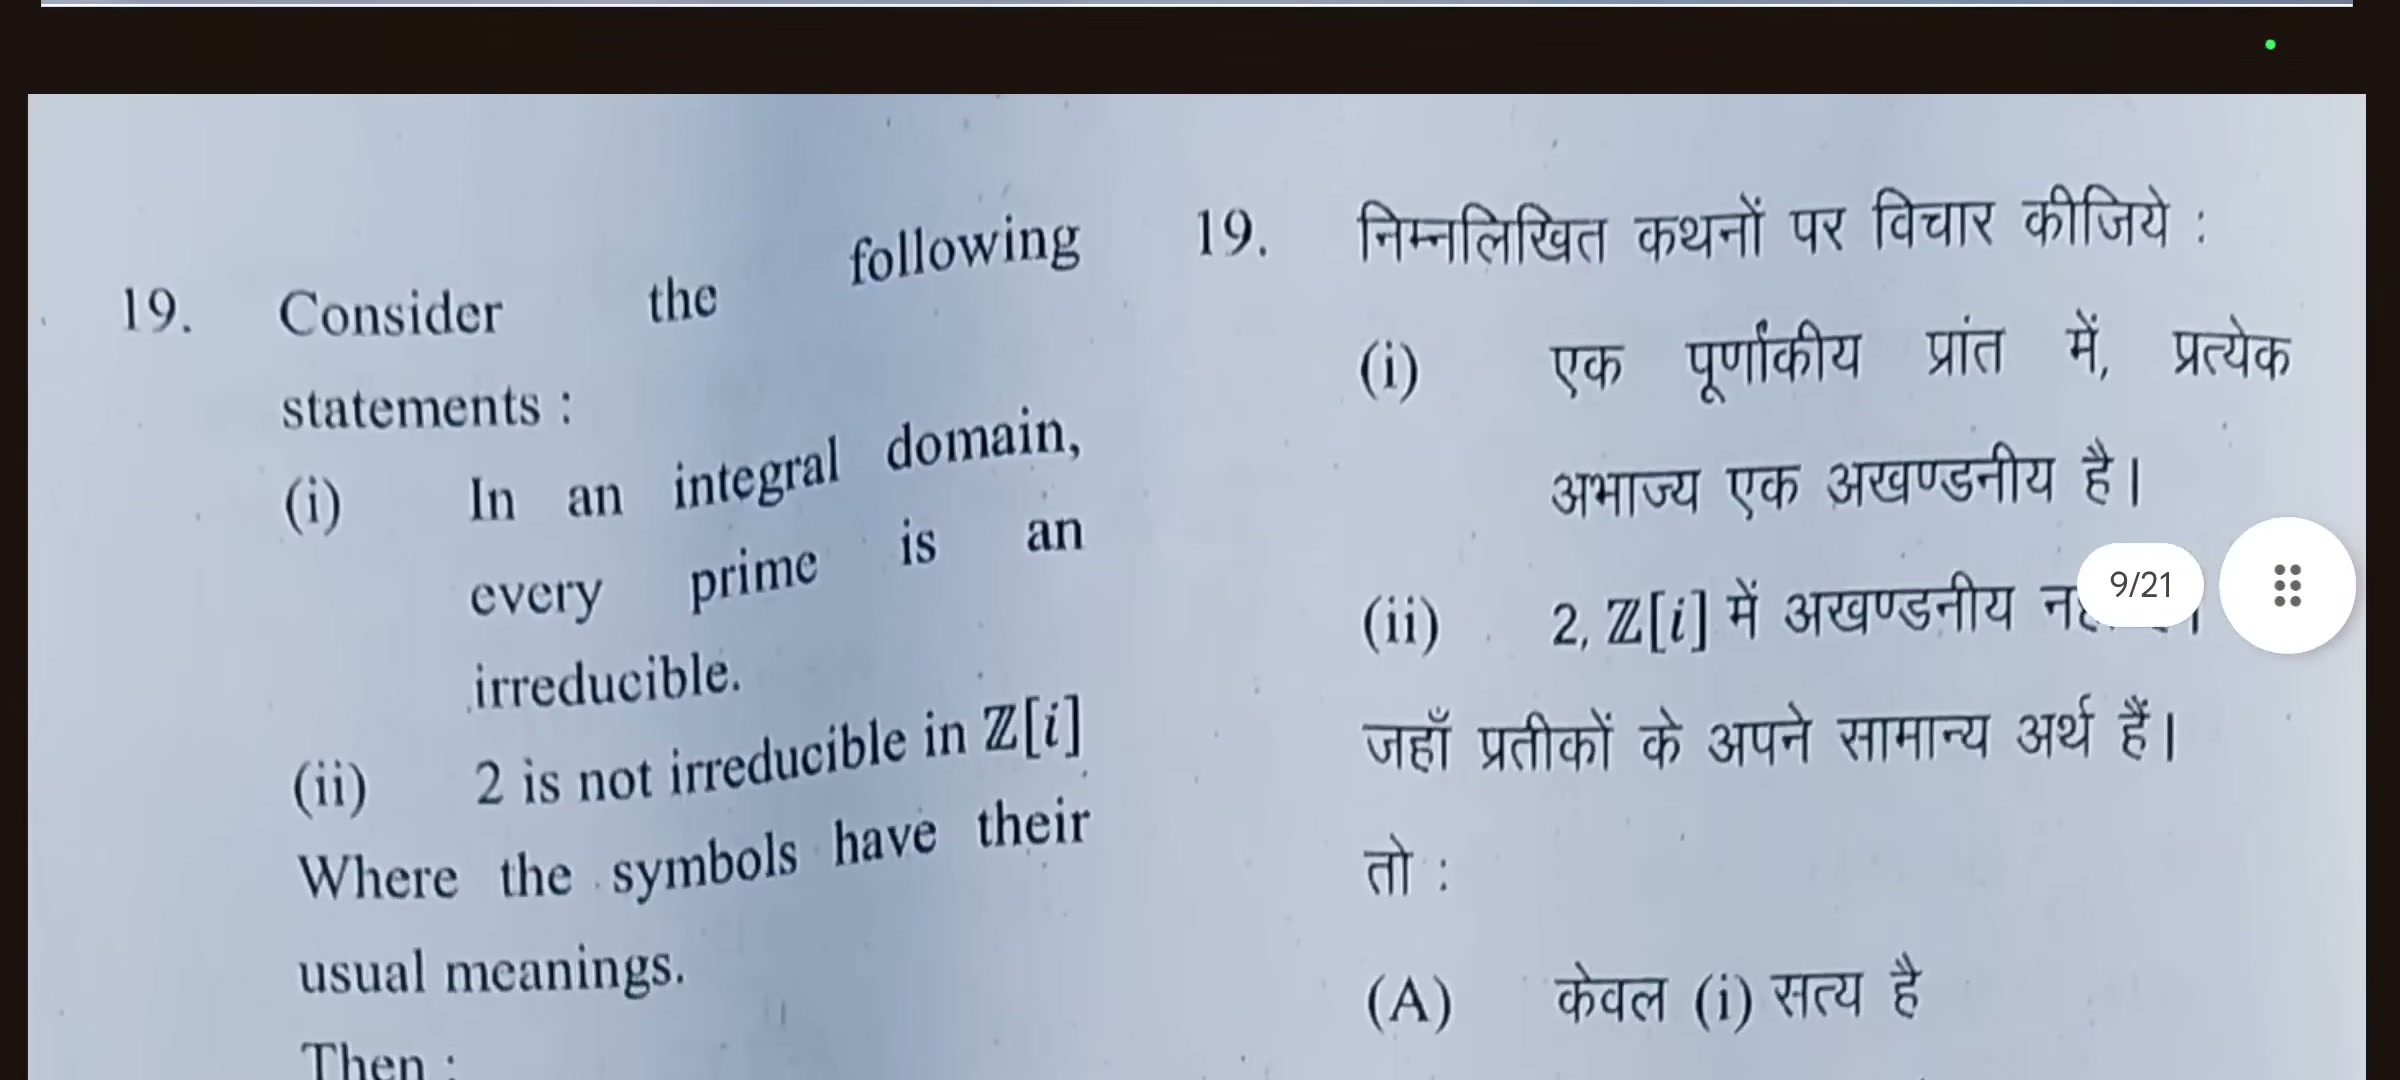 19. Consider the following
statements :
(i) In an integral domain,
every prime is an
irreducible.
(ii) 2 is not irreducible in ℤ[i]
Where the symbols have their
usual meanings.
Then :
19. निम्नलिखित कथनों पर विचार कीजिये :
(i) एक पूर्णांकीय प्रांत में, प्रत्येक
अभाज्य एक अखण्डनीय है।
(ii) 2, ℤ[i] में अखण्डनीय
जहाँ प्रतीकों के अपने सामान्य अर्थ हैं।
तो :
(A) केवल (i) सत्य है
9/21